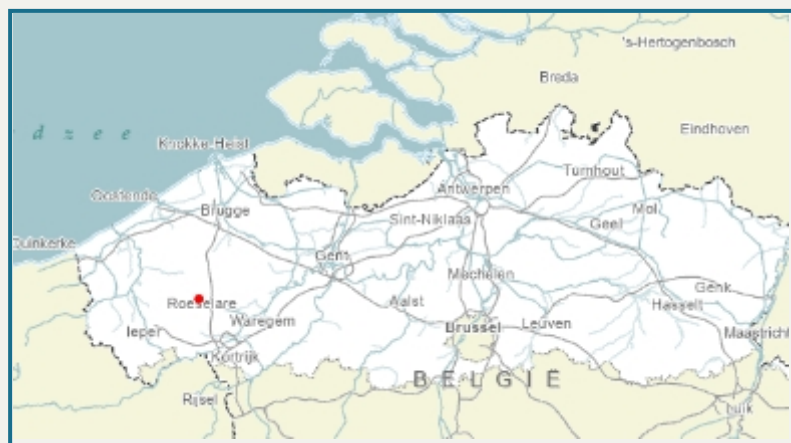 's-Hertogenbosch
Breda
d z e e
Eindhoven
Knokke-Heist
Turnhout
Oostende
Antwerpen
Mol
Brugge
Sint-Niklaas
Geel
Duinkerke
Gent
Mechelen
Genk
Roeselare
Aalst
Hasselt
Waregem
Ieper
Brussel
Leuven
Maastricht
Kortrijk
BELGIË
Rijsel
Luik